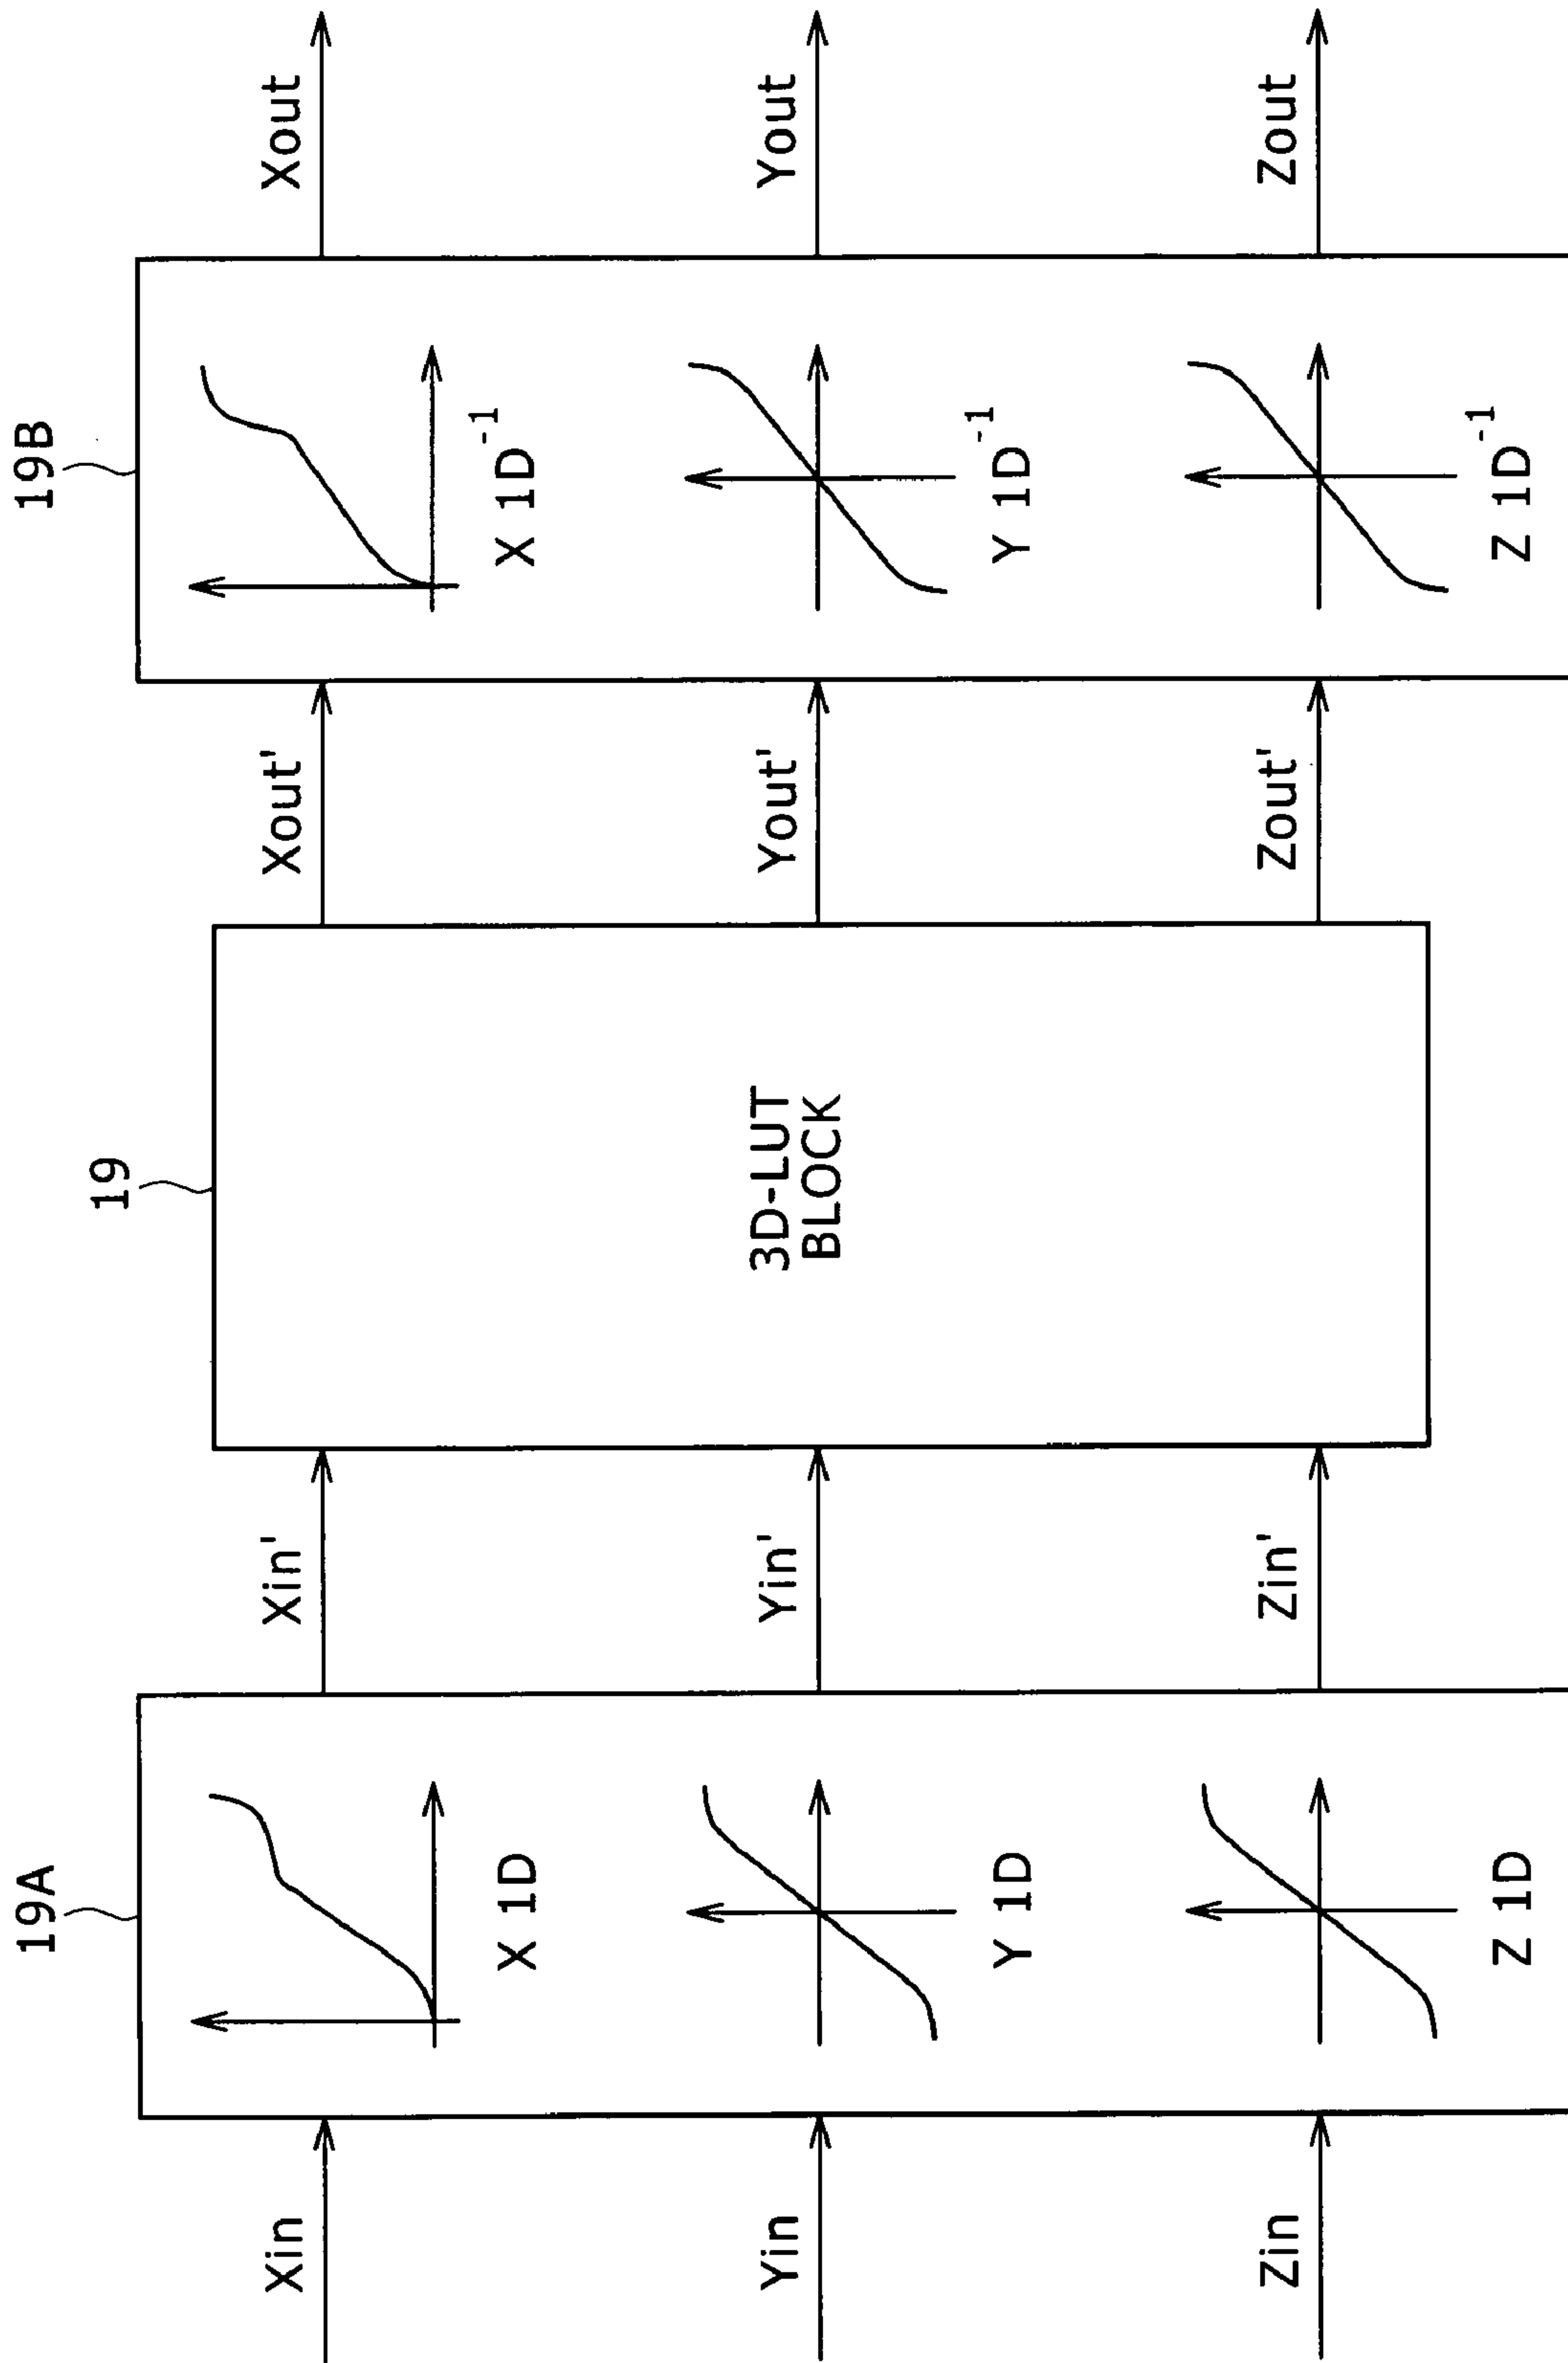 19A
19
19B
Xin
Xin'
Xout'
Xout
X 1D
X 1D⁻¹
Yin
Yin'
3D-LUT
BLOCK
Yout'
Yout
Y 1D
Y 1D⁻¹
Zin
Zin'
Zout'
Zout
Z 1D
Z 1D⁻¹